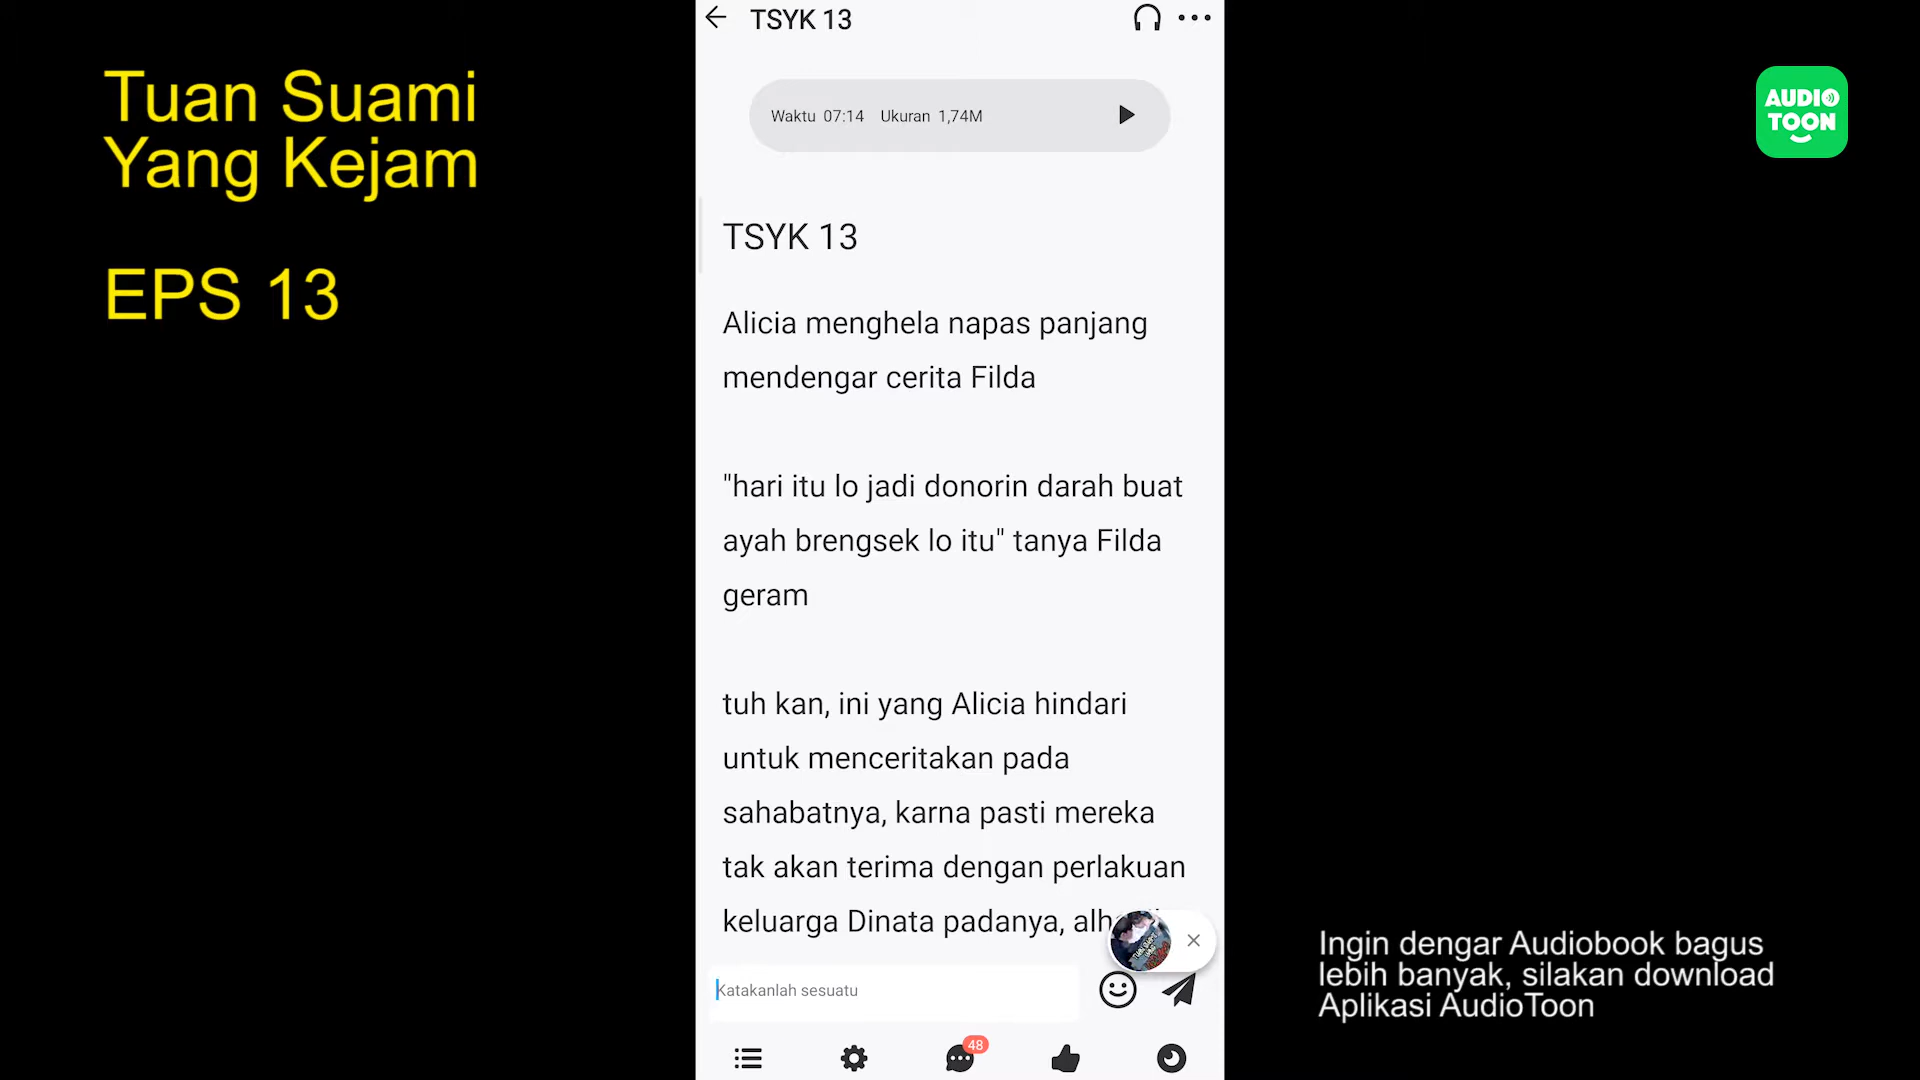 Tuan Suami
Yang Kejam
EPS 13
TSYK 13
Waktu 07:14 Ukuran 1,74M
TSYK 13
Alicia menghela napas panjang
mendengar cerita Filda
"hari itu lo jadi donorin darah buat
ayah brengsek lo itu" tanya Filda
geram
tuh kan, ini yang Alicia hindari
untuk menceritakan pada
sahabatnya, karna pasti mereka
tak akan terima dengan perlakuan
keluarga Dinata padanya,
Katakanlah sesuatu
48
AUDIO
TOON
Ingin dengar Audiobook bagus
lebih banyak, silakan download
Aplikasi AudioToon